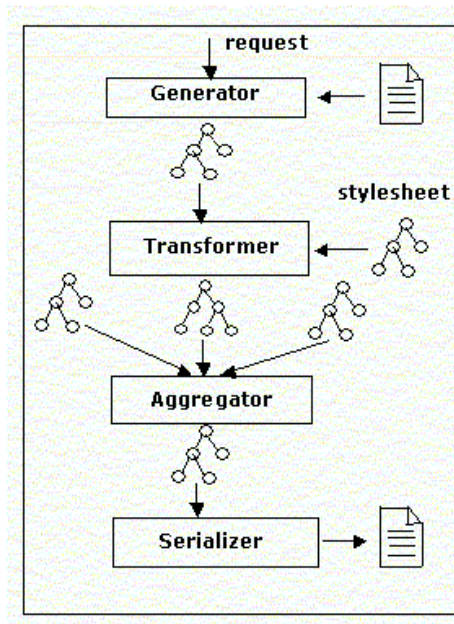 request
Generator
stylesheet
Transformer
Aggregator
Serializer